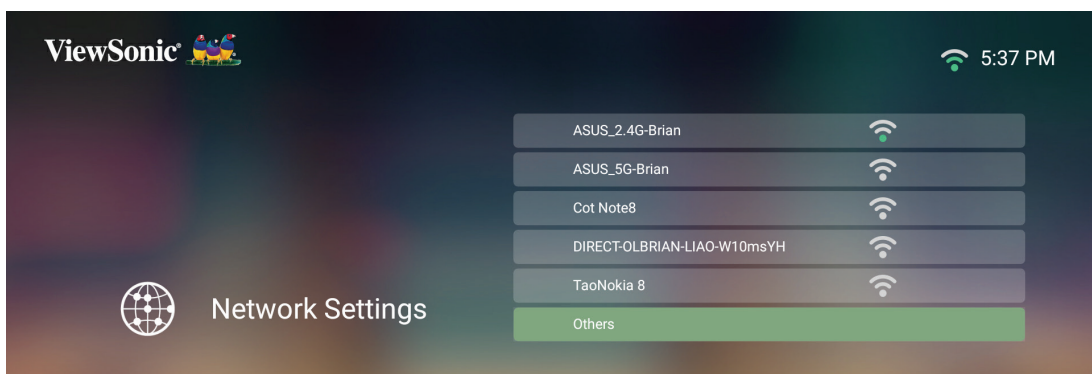 ViewSonic®
5:37 PM
ASUS_2.4G-Brian
ASUS_5G-Brian
Cot Note8
DIRECT-OLBRIAN-LIAO-W10msYH
TaoNokia 8
Network Settings
Others